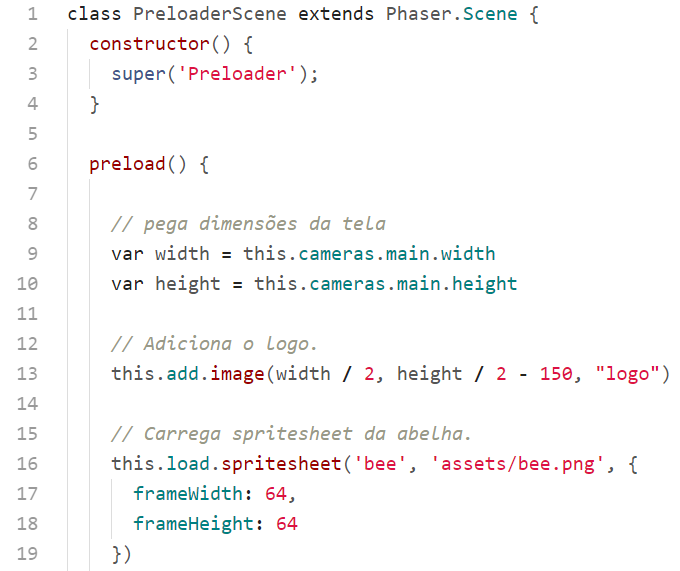 1 class PreloaderScene extends Phaser.Scene {
2   constructor() {
3     super('Preloader');
4   }
5
6   preload() {
7
8     // pega dimensões da tela
9     var width = this.cameras.main.width
10     var height = this.cameras.main.height
11
12     // Adiciona o logo.
13     this.add.image(width / 2, height / 2 - 150, "logo")
14
15     // Carrega spritesheet da abelha.
16     this.load.spritesheet('bee', 'assets/bee.png', {
17       frameWidth: 64,
18       frameHeight: 64
19     })